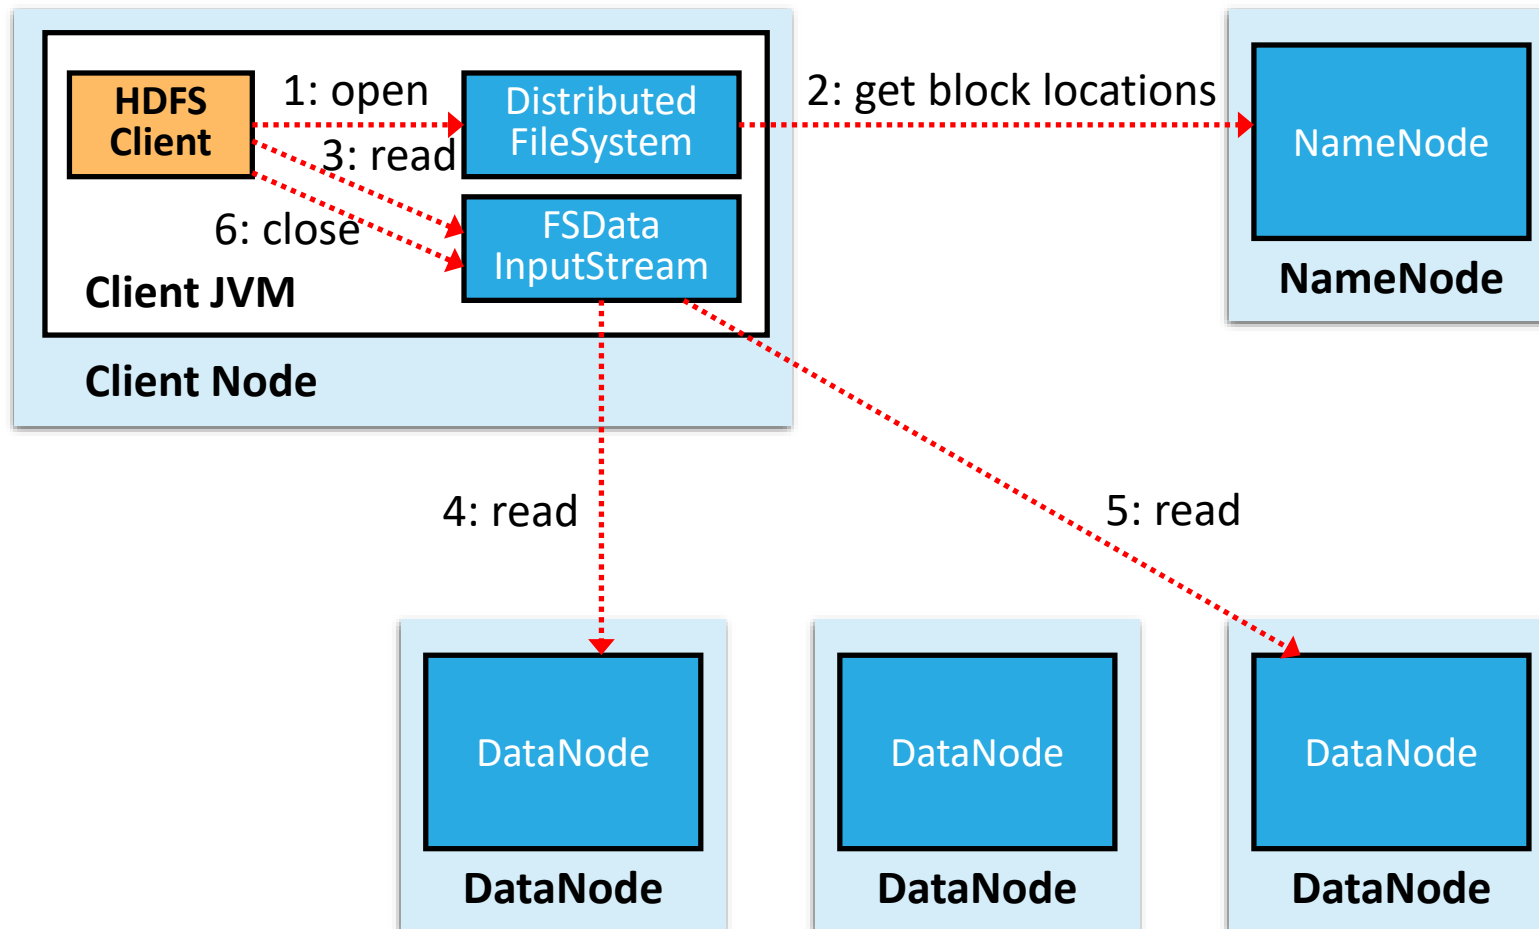 HDFS
Client
1: open
Distributed
FileSystem
2: get block locations
NameNode
3: read
6: close
FSData
InputStream
Client JVM
NameNode
Client Node
4: read
5: read
DataNode
DataNode
DataNode
DataNode
DataNode
DataNode